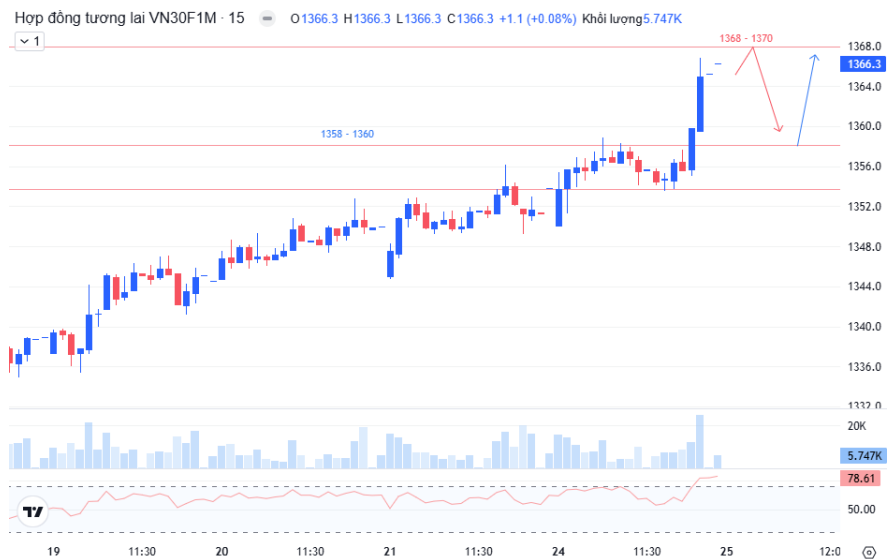 Hợp đồng tương lai VN30F1M · 15 O1366.3 H1366.3 L1366.3 C1366.3 +1.1 (+0.08%) Khối lượng5.747K
1
1368 - 1370
1368.0
1366.3
1364.0
1358 - 1360
1360.0
1356.0
1352.0
1348.0
1344.0
1340.0
1336.0
1332.0
20K
5.747K
78.61
50.00
19 11:30 20 11:30 21 11:30 24 11:30 25 12:0